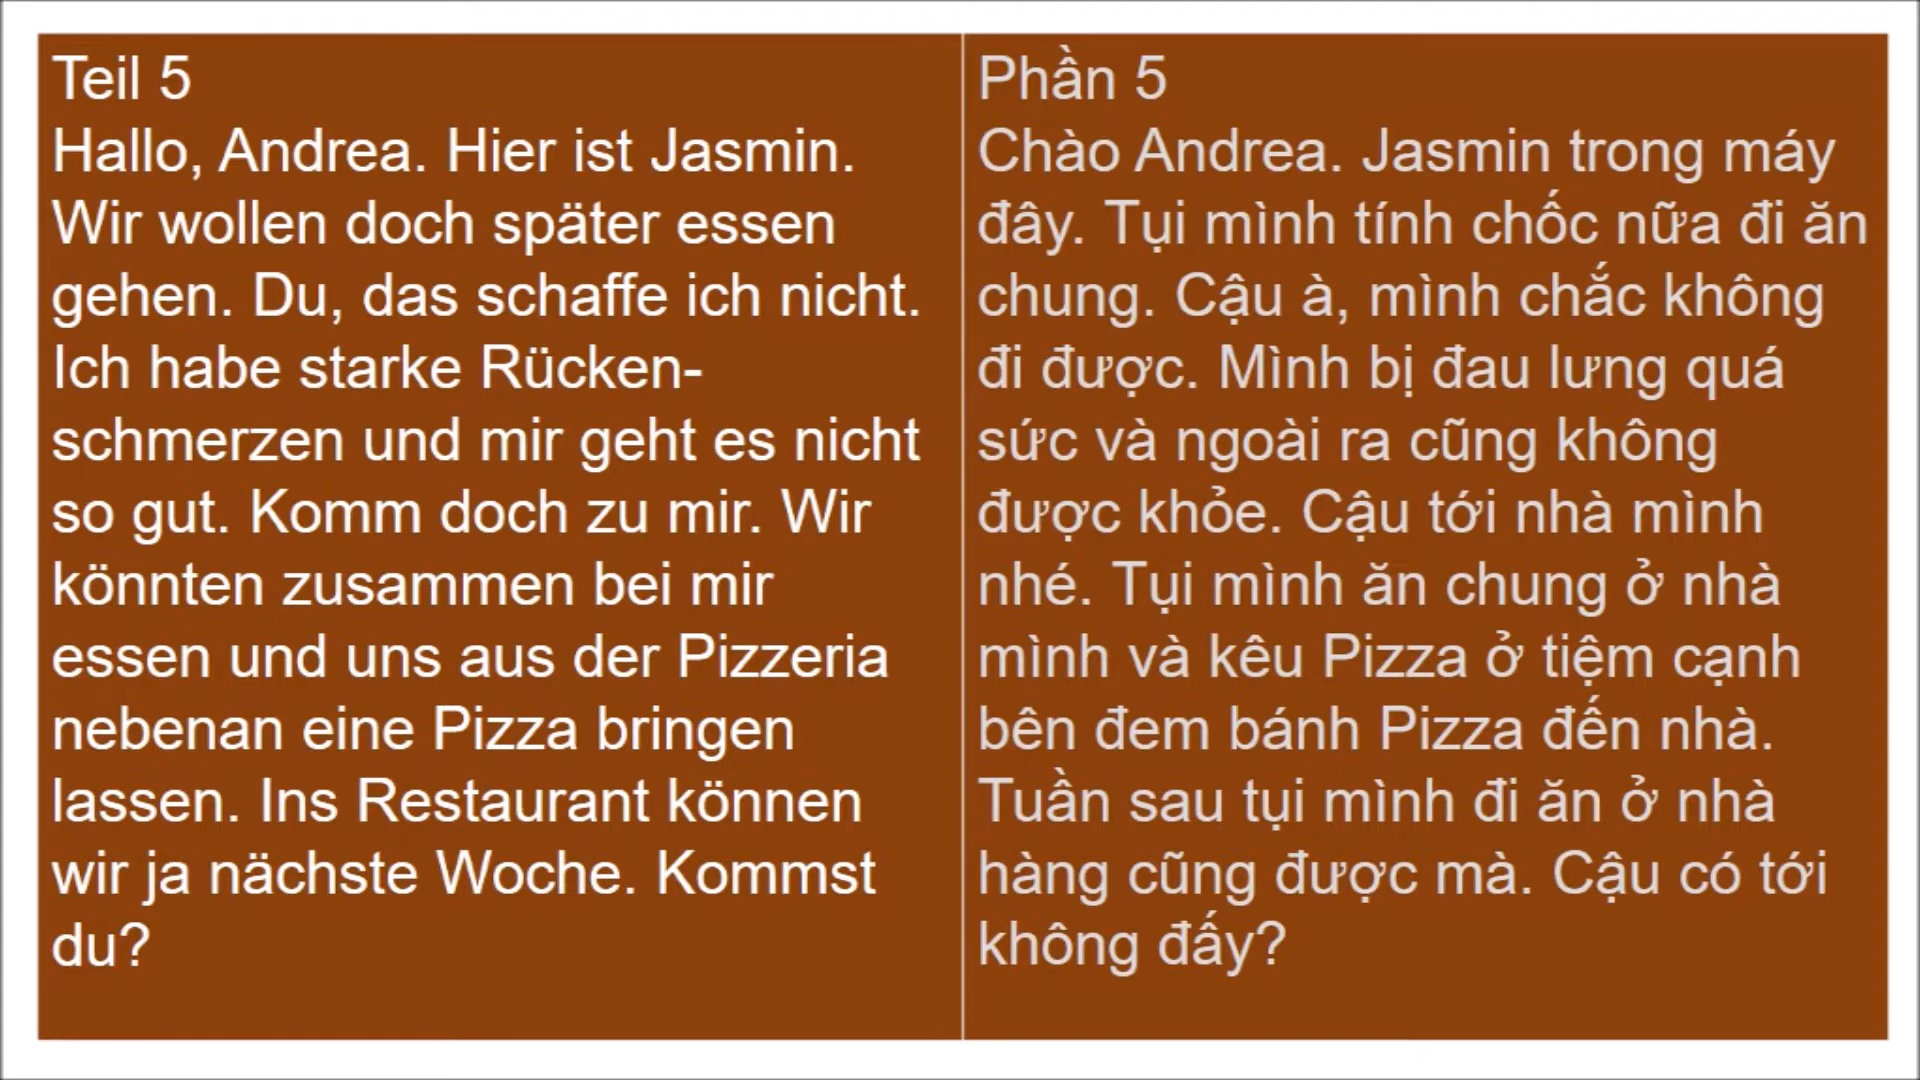 Teil 5
Hallo, Andrea. Hier ist Jasmin.
Wir wollen doch später essen
gehen. Du, das schaffe ich nicht.
Ich habe starke Rücken-
schmerzen und mir geht es nicht
so gut. Komm doch zu mir. Wir
könnten zusammen bei mir
essen und uns aus der Pizzeria
nebenan eine Pizza bringen
lassen. Ins Restaurant können
wir ja nächste Woche. Kommst
du?
Phần 5
Chào Andrea. Jasmin trong máy
đây. Tụi mình tính chốc nữa đi ăn
chung. Cậu à, mình chắc không
đi được. Mình bị đau lưng quá
sức và ngoài ra cũng không
được khỏe. Cậu tới nhà mình
nhé. Tụi mình ăn chung ở nhà
mình và kêu Pizza ở tiệm cạnh
bên đem bánh Pizza đến nhà.
Tuần sau tụi mình đi ăn ở nhà
hàng cũng được mà. Cậu có tới
không đấy?